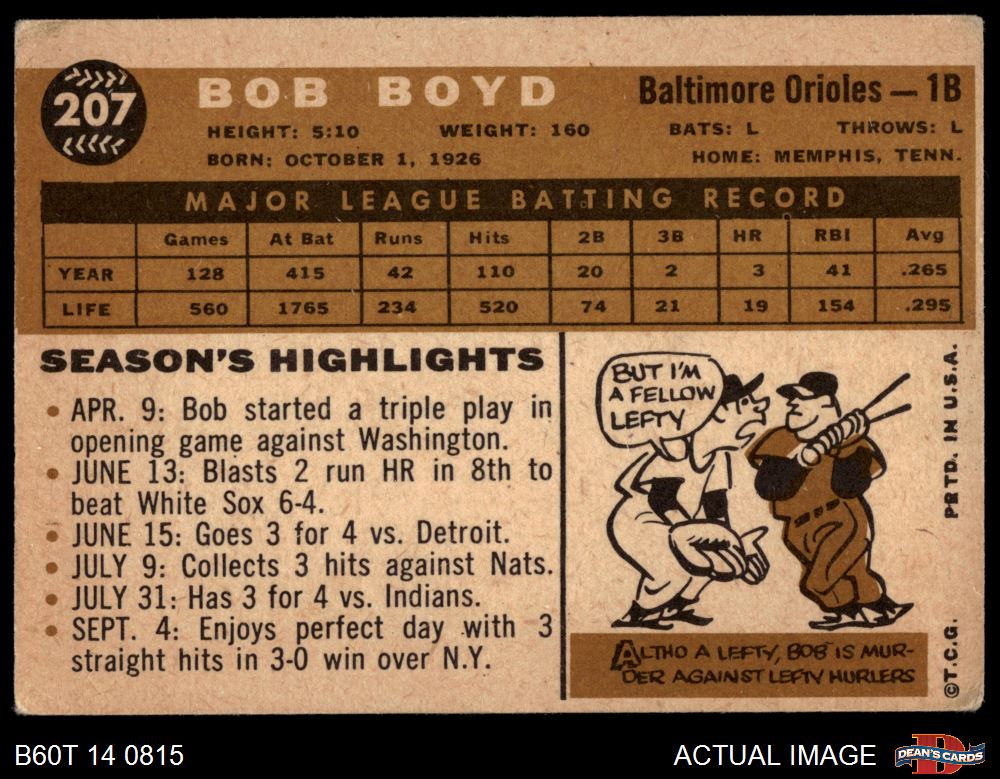 207
BOB BOYD
Baltimore Orioles — 1B
HEIGHT: 5:10 WEIGHT: 160 BATS: L THROWS: L
BORN: OCTOBER 1, 1926 HOME: MEMPHIS, TENN.
MAJOR LEAGUE BATTING RECORD
Games At Bat Runs Hits 2B 3B HR RBI Avg
YEAR 128 415 42 110 20 2 3 41 .265
LIFE 560 1765 234 520 74 21 19 154 .295
SEASON'S HIGHLIGHTS
• APR. 9: Bob started a triple play in
opening game against Washington.
• JUNE 13: Blasts 2 run HR in 8th to
beat White Sox 6-4.
• JUNE 15: Goes 3 for 4 vs. Detroit.
• JULY 9: Collects 3 hits against Nats.
• JULY 31: Has 3 for 4 vs. Indians.
• SEPT. 4: Enjoys perfect day with 3
straight hits in 3-0 win over N.Y.
BUT I'M
A FELLOW
LEFTY
ALTHO A LEFTY, BOB IS MUR-
DER AGAINST LEFTY HURLERS
©T.C.G. PRTD. IN U.S.A.
B60T 14 0815
ACTUAL IMAGE
D
DEAN'S CARDS